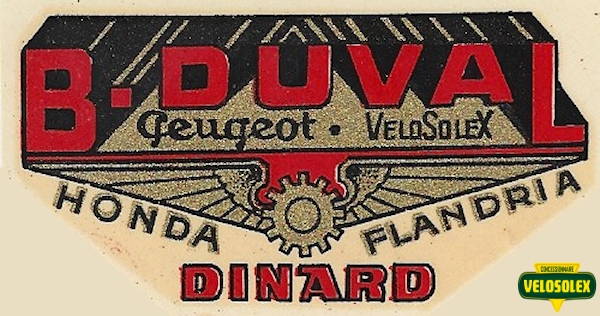 B. DUVAL
Peugeot . VELOSOLEX
HONDA FLANDRIA
DINARD
CONCESSIONNAIRE
VELOSOLEX